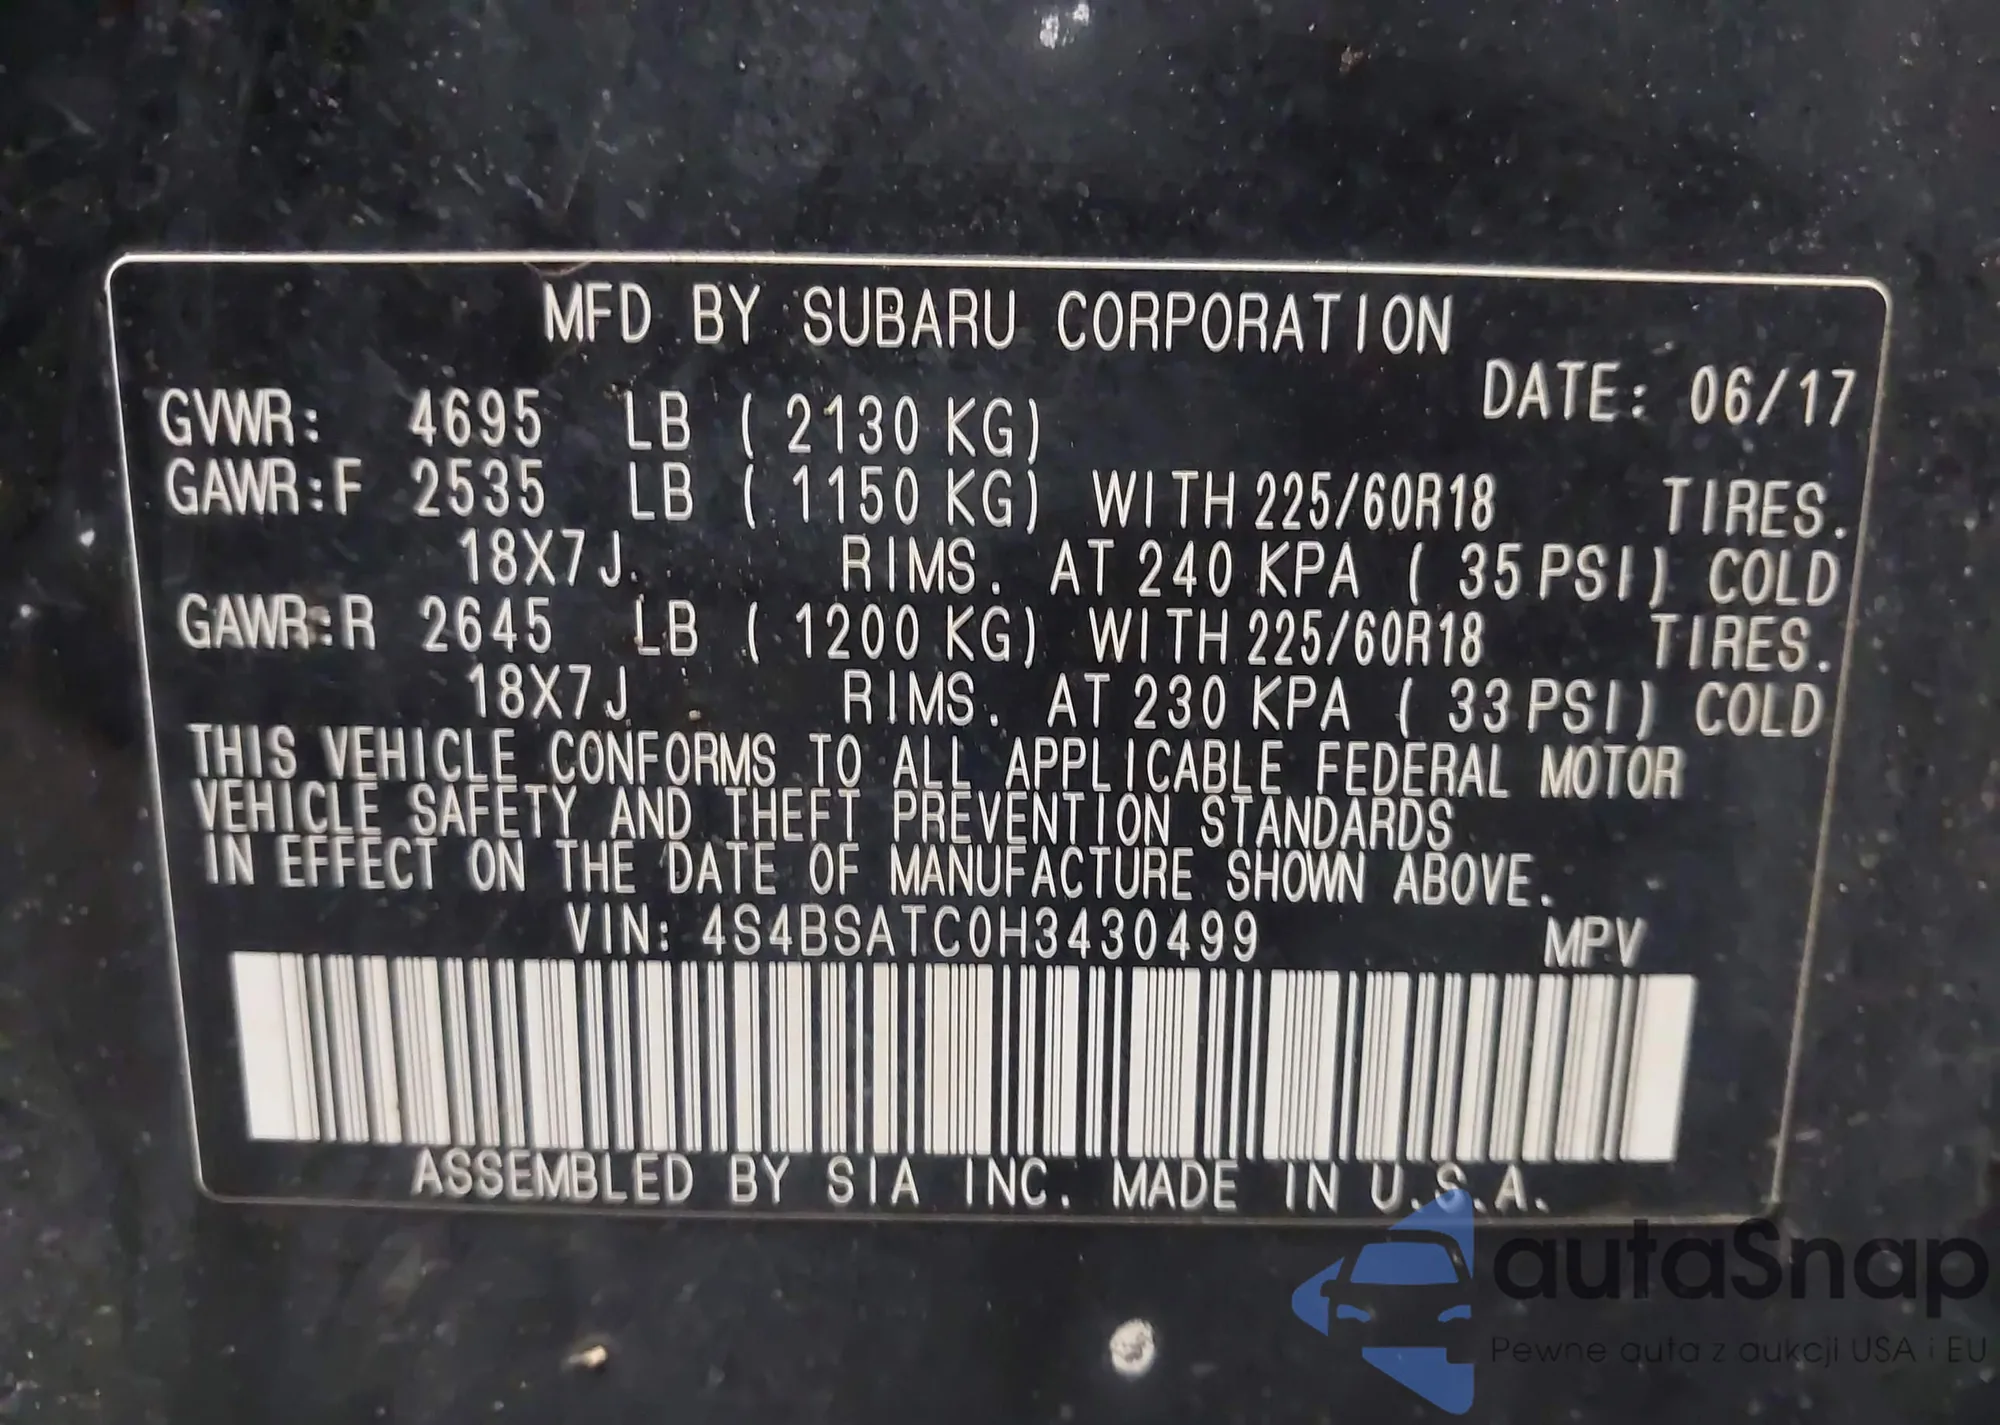 MFD BY SUBARU CORPORATION
DATE: 06/17
GVWR: 4695 LB ( 2130 KG)
GAWR:F 2535 LB ( 1150 KG) WITH 225/60R18 TIRES.
18X7J RIMS. AT 240 KPA ( 35 PSI) COLD
GAWR:R 2645 LB ( 1200 KG) WITH 225/60R18 TIRES.
18X7J RIMS. AT 230 KPA ( 33 PSI) COLD
THIS VEHICLE CONFORMS TO ALL APPLICABLE FEDERAL MOTOR
VEHICLE SAFETY AND THEFT PREVENTION STANDARDS
IN EFFECT ON THE DATE OF MANUFACTURE SHOWN ABOVE.
VIN: 4S4BSATC0H3430499 MPV
ASSEMBLED BY SIA INC. MADE IN U.S.A.
autaSnap
Pewne auta z aukcji USA i EU